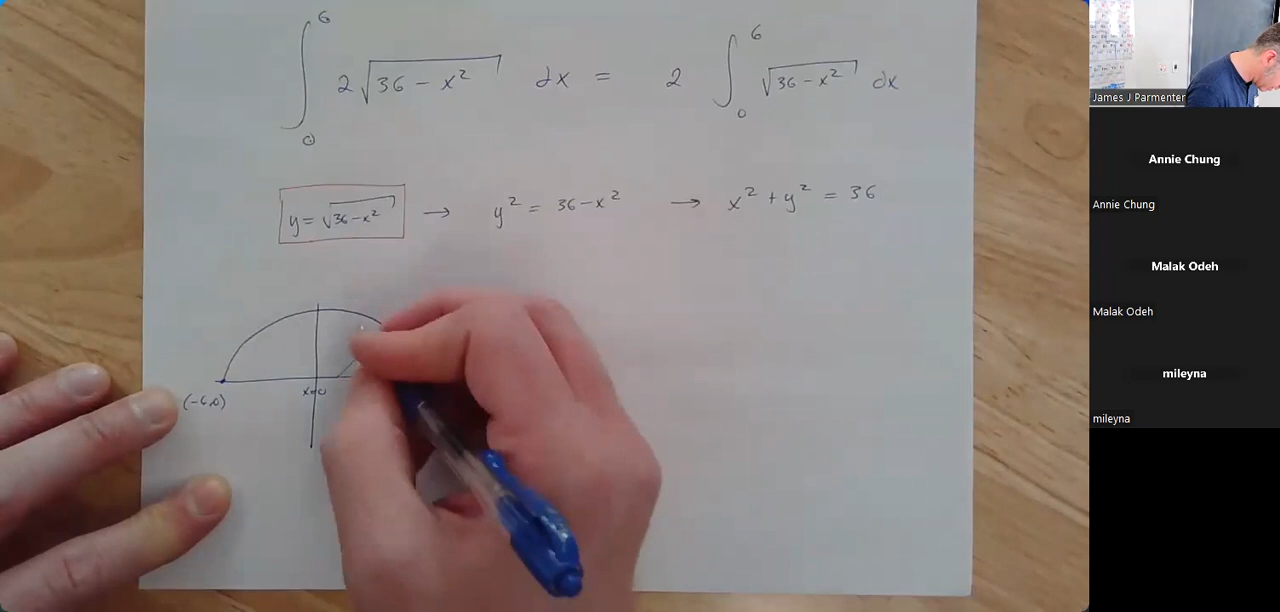 ∫₀⁶ 2√(36 − x²) dx = 2 ∫₀⁶ √(36 − x²) dx
y = √(36 − x²) → y² = 36 − x² → x² + y² = 36
x=0
(−6,0)
James J Parmenter
Annie Chung
Annie Chung
Malak Odeh
Malak Odeh
mileyna
mileyna